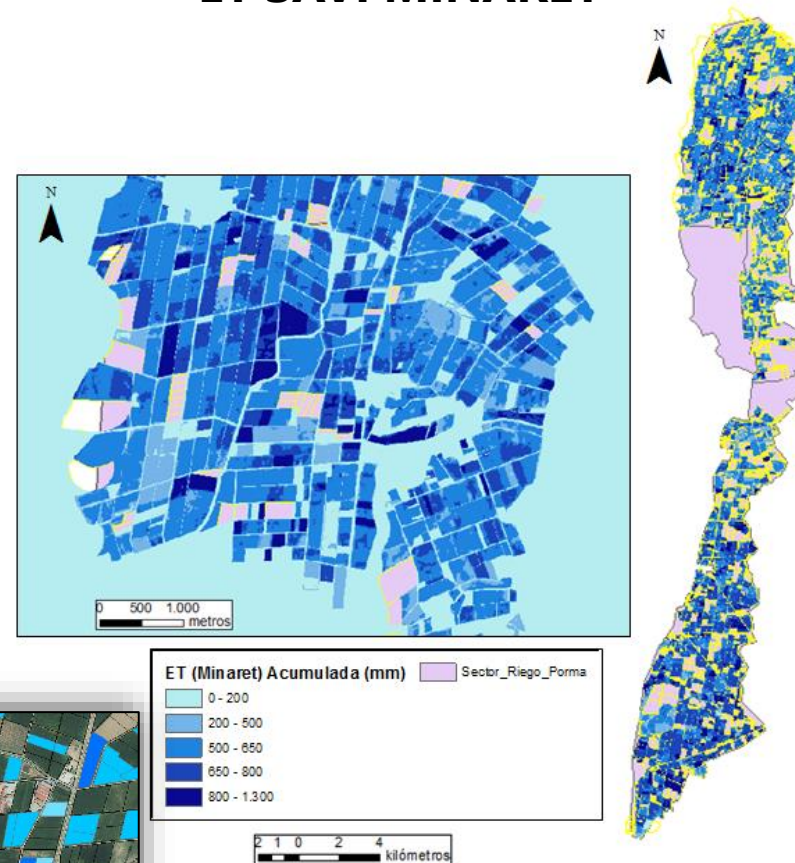 N
N
0 500 1.000
metros
ET (Minaret) Acumulada (mm)
Sector_Riego_Porma
0 - 200
200 - 500
500 - 650
650 - 800
800 - 1.300
2 1 0 2 4
kilómetros